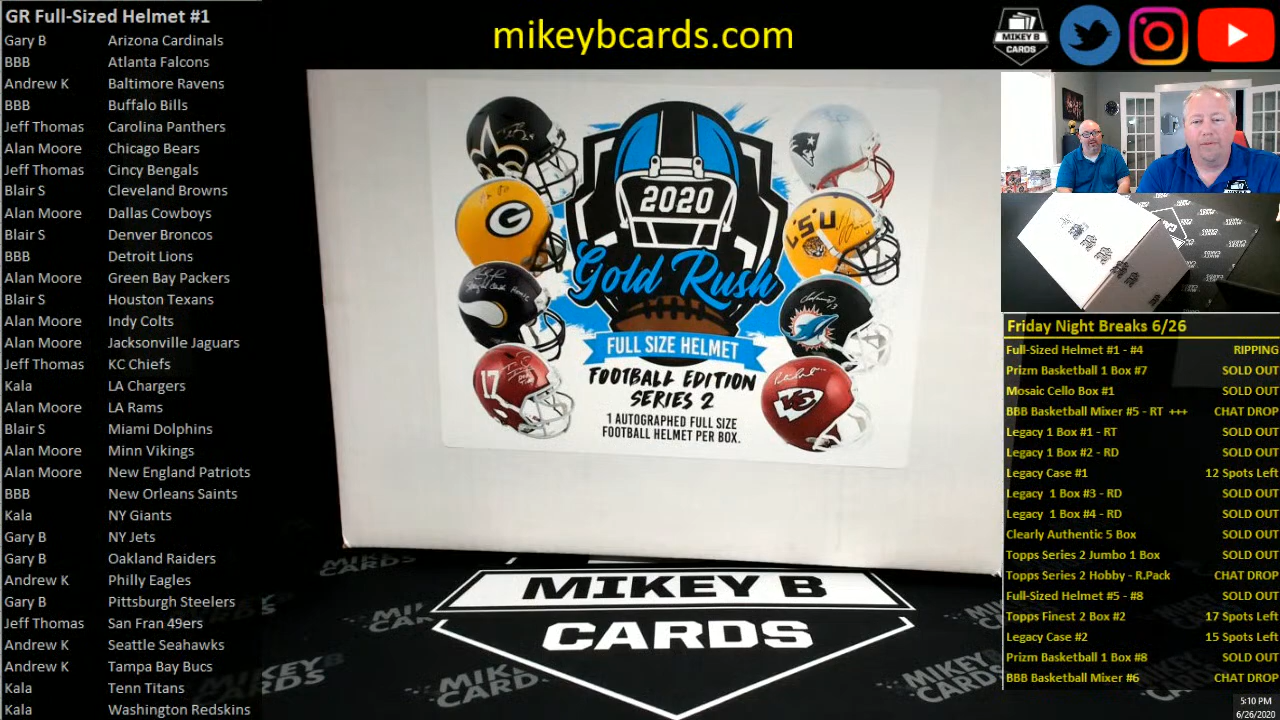 GR Full-Sized Helmet #1
Gary B Arizona Cardinals
BBB Atlanta Falcons
Andrew K Baltimore Ravens
BBB Buffalo Bills
Jeff Thomas Carolina Panthers
Alan Moore Chicago Bears
Jeff Thomas Cincy Bengals
Blair S Cleveland Browns
Alan Moore Dallas Cowboys
Blair S Denver Broncos
BBB Detroit Lions
Alan Moore Green Bay Packers
Blair S Houston Texans
Alan Moore Indy Colts
Alan Moore Jacksonville Jaguars
Jeff Thomas KC Chiefs
Kala LA Chargers
Alan Moore LA Rams
Blair S Miami Dolphins
Alan Moore Minn Vikings
Alan Moore New England Patriots
BBB New Orleans Saints
Kala NY Giants
Gary B NY Jets
Gary B Oakland Raiders
Andrew K Philly Eagles
Gary B Pittsburgh Steelers
Jeff Thomas San Fran 49ers
Andrew K Seattle Seahawks
Andrew K Tampa Bay Bucs
Kala Tenn Titans
Kala Washington Redskins
mikeybcards.com
MIKEY B
CARDS
2020
Gold Rush
FULL SIZE HELMET
FOOTBALL EDITION
SERIES 2
1 AUTOGRAPHED FULL SIZE
FOOTBALL HELMET PER BOX.
G
17
LSU
KC
MIKEY B
CARDS
MIKEY B
CARDS
MIKEY B
CARDS
Friday Night Breaks 6/26
Full-Sized Helmet #1 - #4 RIPPING
Prizm Basketball 1 Box #7 SOLD OUT
Mosaic Cello Box #1 SOLD OUT
BBB Basketball Mixer #5 - RT +++ CHAT DROP
Legacy 1 Box #1 - RT SOLD OUT
Legacy 1 Box #2 - RD SOLD OUT
Legacy Case #1 12 Spots Left
Legacy 1 Box #3 - RD SOLD OUT
Legacy 1 Box #4 - RD SOLD OUT
Clearly Authentic 5 Box SOLD OUT
Topps Series 2 Jumbo 1 Box SOLD OUT
Topps Series 2 Hobby - R.Pack CHAT DROP
Full-Sized Helmet #5 - #8 SOLD OUT
Topps Finest 2 Box #2 17 Spots Left
Legacy Case #2 15 Spots Left
Prizm Basketball 1 Box #8 SOLD OUT
BBB Basketball Mixer #6 CHAT DROP
5:10 PM
6/26/2020